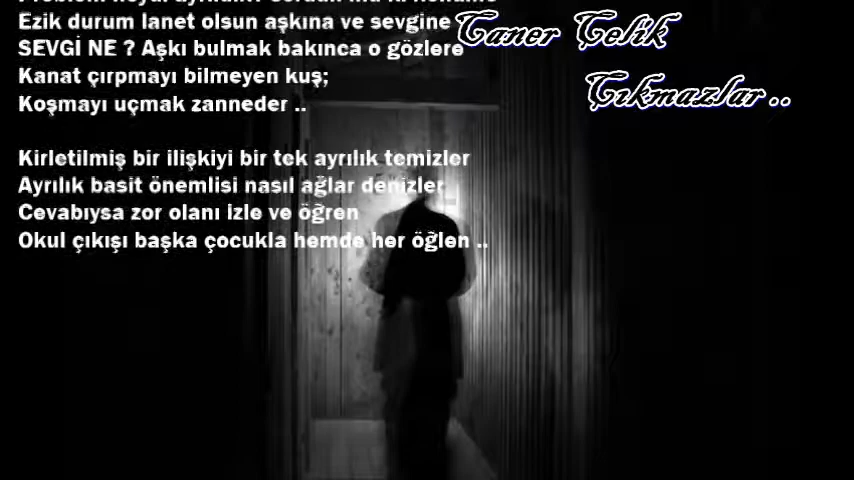 Ezik durum lanet olsun aşkına ve sevgine
SEVGİ NE ? Aşkı bulmak bakınca o gözlere
Kanat çırpmayı bilmeyen kuş;
Koşmayı uçmak zanneder ..
Kirletilmiş bir ilişkiyi bir tek ayrılık temizler
Ayrılık basit önemlisi nasıl ağlar denizler
Cevabıysa zor olanı izle ve öğren
Okul çıkışı başka çocukla hemde her öğlen ..
Caner Çelik
Çıkmazlar ..